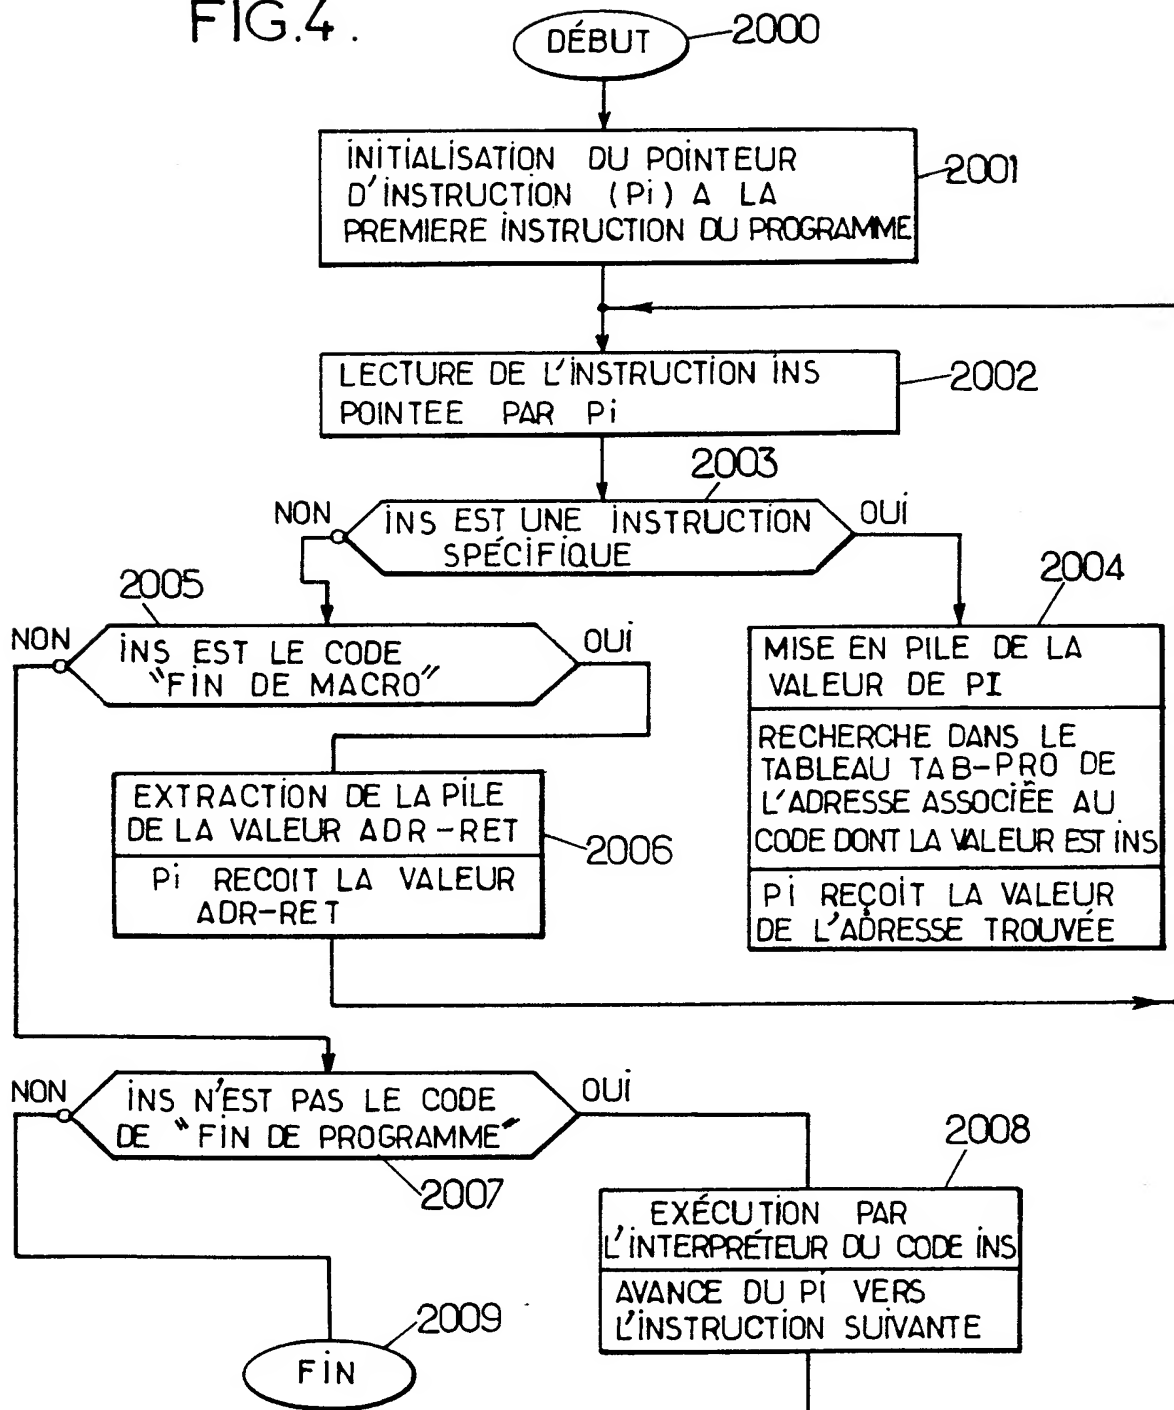 FIG.4.
DÉBUT
2000
INITIALISATION DU POINTEUR
D'INSTRUCTION (Pi) A LA
PREMIERE INSTRUCTION DU PROGRAMME
2001
LECTURE DE L'INSTRUCTION INS
POINTEE PAR Pi
2002
2003
NON
INS EST UNE INSTRUCTION
SPÉCIFIQUE
OUI
2005
2004
NON
INS EST LE CODE
"FIN DE MACRO"
OUI
MISE EN PILE DE LA
VALEUR DE PI
RECHERCHE DANS LE
TABLEAU TAB-PRO DE
L'ADRESSE ASSOCIÉE AU
CODE DONT LA VALEUR EST INS
PI REÇOIT LA VALEUR
DE L'ADRESSE TROUVÉE
EXTRACTION DE LA PILE
DE LA VALEUR ADR-RET
Pi RECOIT LA VALEUR
ADR-RET
2006
NON
INS N'EST PAS LE CODE
DE "FIN DE PROGRAMME"
OUI
2007
2008
EXÉCUTION PAR
L'INTERPRÉTEUR DU CODE INS
AVANCE DU PI VERS
L'INSTRUCTION SUIVANTE
2009
FIN